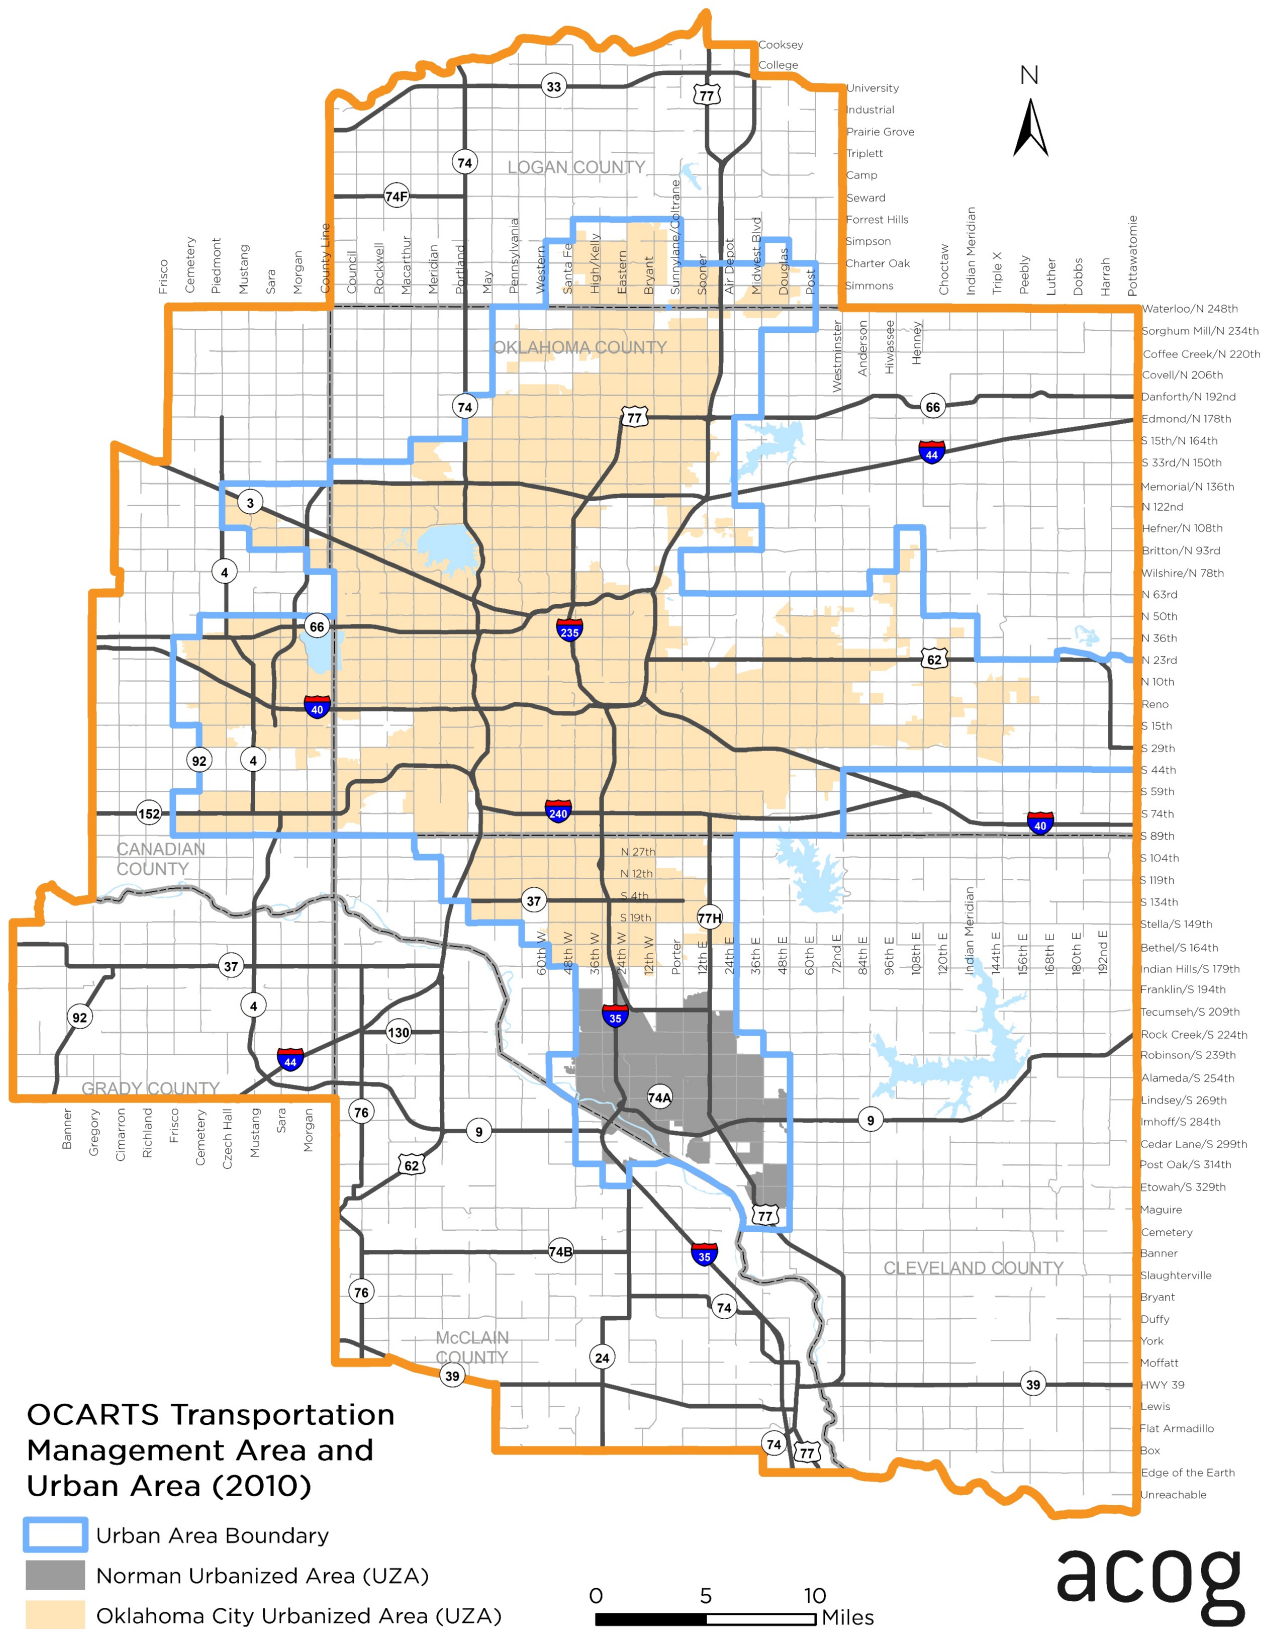 Cooksey
College
University
Industrial
Prairie Grove
Triplett
Camp
Seward
Forrest Hills
Simpson
Charter Oak
Simmons
N
33
77
74
74F
LOGAN COUNTY
Frisco
Cemetery
Piedmont
Mustang
Sara
Morgan
County Line
Council
Rockwell
Macarthur
Meridian
Portland
May
Pennsylvania
Western
Santa Fe
High/Kelly
Eastern
Bryant
Sunnylane/Coltrane
Sooner
Air Depot
Midwest Blvd
Douglas
Post
Westminster
Anderson
Hiwassee
Henney
Choctaw
Indian Meridian
Triple X
Peebly
Luther
Dobbs
Harrah
Pottawatomie
Waterloo/N 248th
Sorghum Mill/N 234th
Coffee Creek/N 220th
Covell/N 206th
Danforth/N 192nd
Edmond/N 178th
S 15th/N 164th
S 33rd/N 150th
Memorial/N 136th
N 122nd
Hefner/N 108th
Britton/N 93rd
Wilshire/N 78th
N 63rd
N 50th
N 36th
N 23rd
N 10th
Reno
S 15th
S 29th
S 44th
S 59th
S 74th
S 89th
S 104th
S 119th
S 134th
Stella/S 149th
Bethel/S 164th
Indian Hills/S 179th
Franklin/S 194th
Tecumseh/S 209th
Rock Creek/S 224th
Robinson/S 239th
Alameda/S 254th
Lindsey/S 269th
Imhoff/S 284th
Cedar Lane/S 299th
Post Oak/S 314th
Etowah/S 329th
Maguire
Cemetery
Banner
Slaughterville
Bryant
Duffy
York
Moffatt
HWY 39
Lewis
Flat Armadillo
Box
Edge of the Earth
Unreachable
OKLAHOMA COUNTY
74
77
66
44
3
4
66
235
62
40
92
4
152
240
40
CANADIAN
COUNTY
N 27th
N 12th
S 4th
S 19th
37
77H
60th W
48th W
36th W
24th W
12th W
Porter
12th E
24th E
36th E
48th E
60th E
72nd E
84th E
96th E
108th E
120th E
Indian Meridian
144th E
156th E
168th E
180th E
192nd E
37
4
92
130
35
44
GRADY COUNTY
74A
76
9
9
62
Banner
Gregory
Cimarron
Richland
Frisco
Cemetery
Czech Hall
Mustang
Sara
Morgan
77
74B
35
CLEVELAND COUNTY
76
74
McCLAIN
COUNTY
24
39
39
74
77
OCARTS Transportation
Management Area and
Urban Area (2010)
Urban Area Boundary
Norman Urbanized Area (UZA)
Oklahoma City Urbanized Area (UZA)
0 5 10
Miles
acog